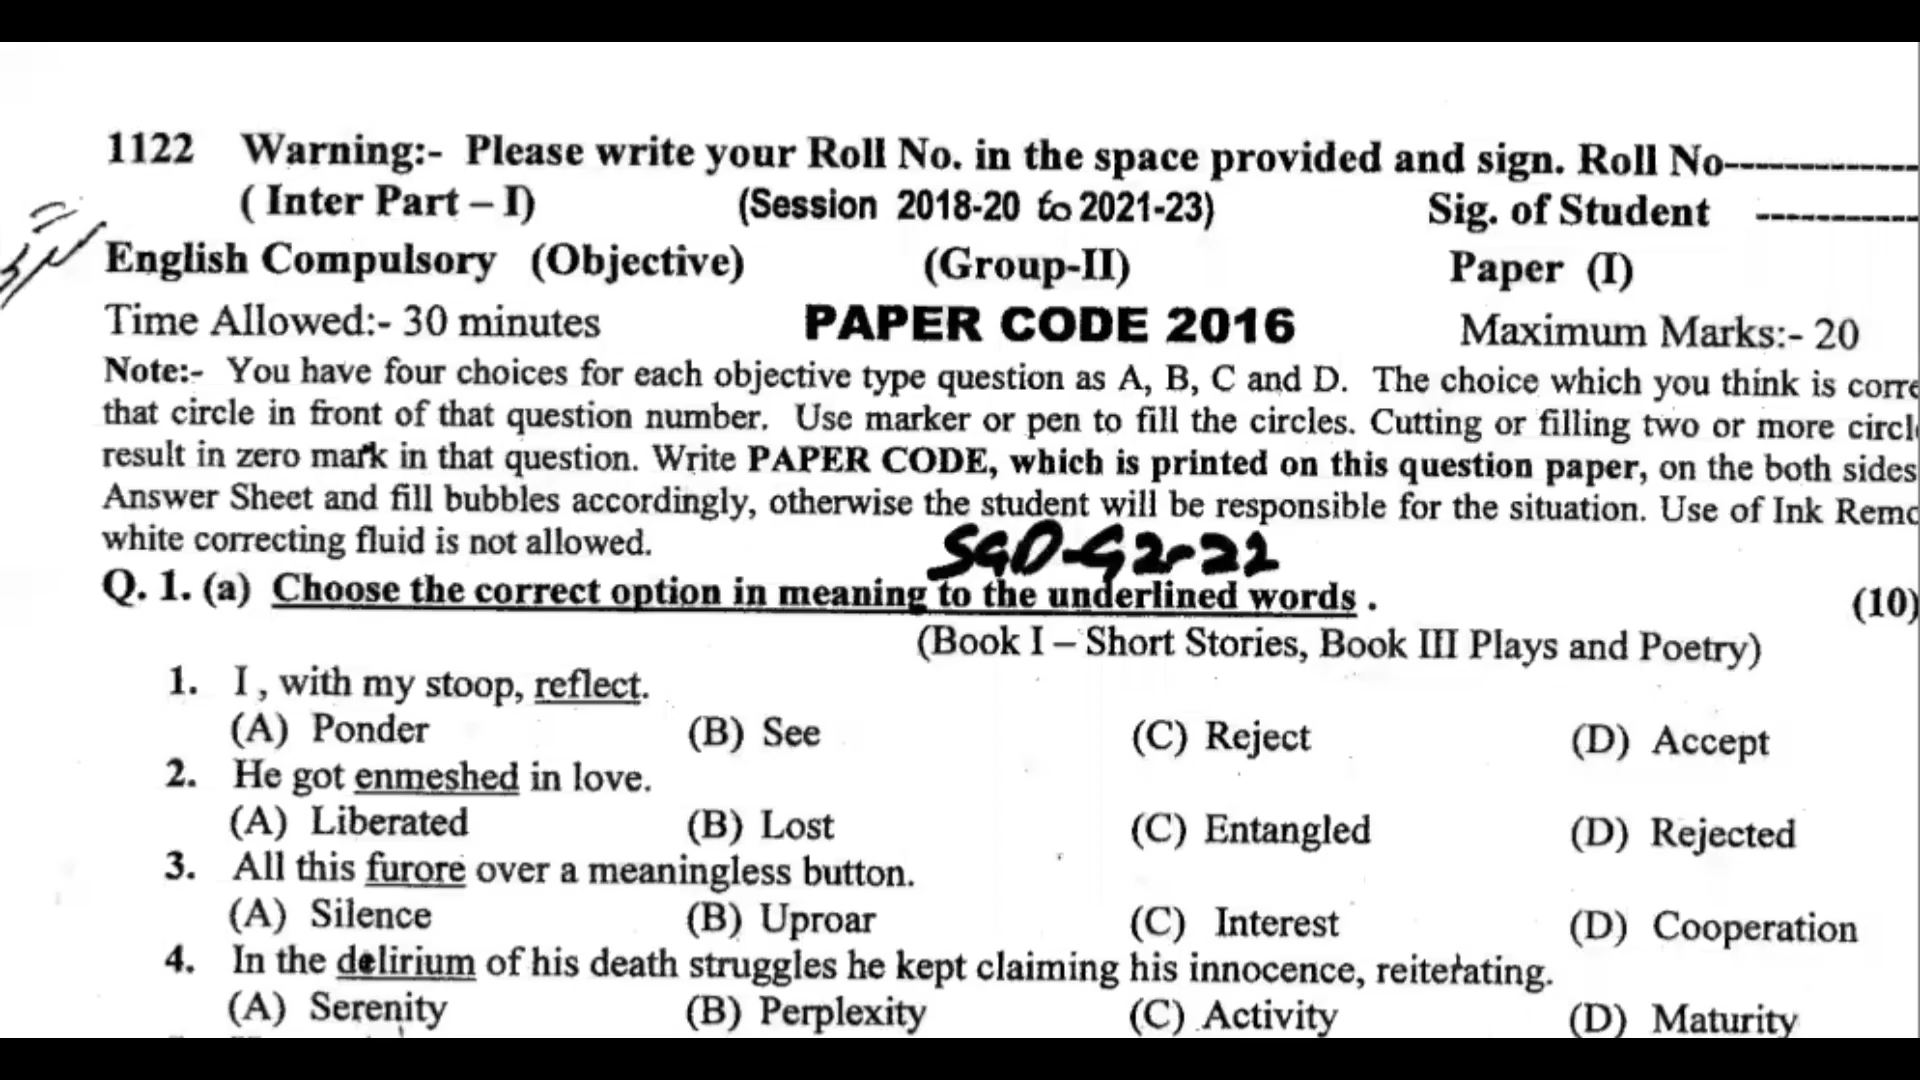 1122 Warning:- Please write your Roll No. in the space provided and sign. Roll No-------------
( Inter Part – I) (Session 2018-20 to 2021-23) Sig. of Student -----------
English Compulsory (Objective) (Group-II) Paper (I)
Time Allowed:- 30 minutes PAPER CODE 2016 Maximum Marks:- 20
Note:- You have four choices for each objective type question as A, B, C and D. The choice which you think is corre
that circle in front of that question number. Use marker or pen to fill the circles. Cutting or filling two or more circl
result in zero mark in that question. Write PAPER CODE, which is printed on this question paper, on the both sides
Answer Sheet and fill bubbles accordingly, otherwise the student will be responsible for the situation. Use of Ink Remo
white correcting fluid is not allowed. SGD-G2-22
Q. 1. (a) Choose the correct option in meaning to the underlined words . (10)
(Book I – Short Stories, Book III Plays and Poetry)
1. I , with my stoop, reflect.
(A) Ponder (B) See (C) Reject (D) Accept
2. He got enmeshed in love.
(A) Liberated (B) Lost (C) Entangled (D) Rejected
3. All this furore over a meaningless button.
(A) Silence (B) Uproar (C) Interest (D) Cooperation
4. In the delirium of his death struggles he kept claiming his innocence, reiterating.
(A) Serenity (B) Perplexity (C) Activity (D) Maturity